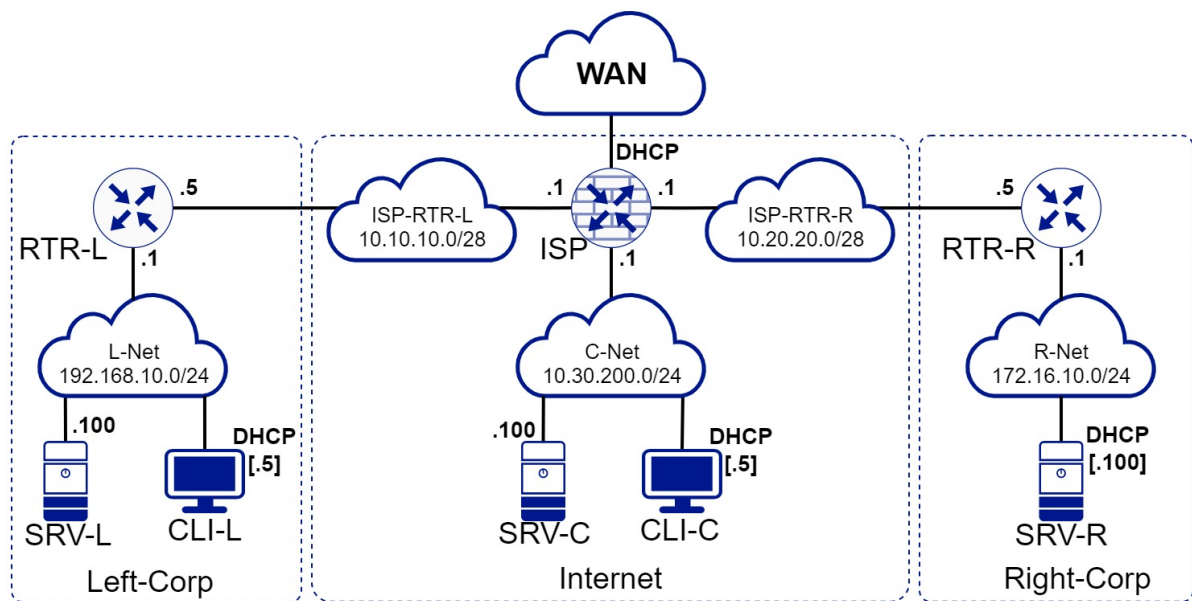 WAN
DHCP
.5
.1
.1
.5
ISP-RTR-L
10.10.10.0/28
ISP-RTR-R
10.20.20.0/28
RTR-L
ISP
RTR-R
.1
.1
.1
L-Net
192.168.10.0/24
C-Net
10.30.200.0/24
R-Net
172.16.10.0/24
.100
DHCP
[.5]
.100
DHCP
[.5]
DHCP
[.100]
SRV-L
CLI-L
SRV-C
CLI-C
SRV-R
Left-Corp
Internet
Right-Corp